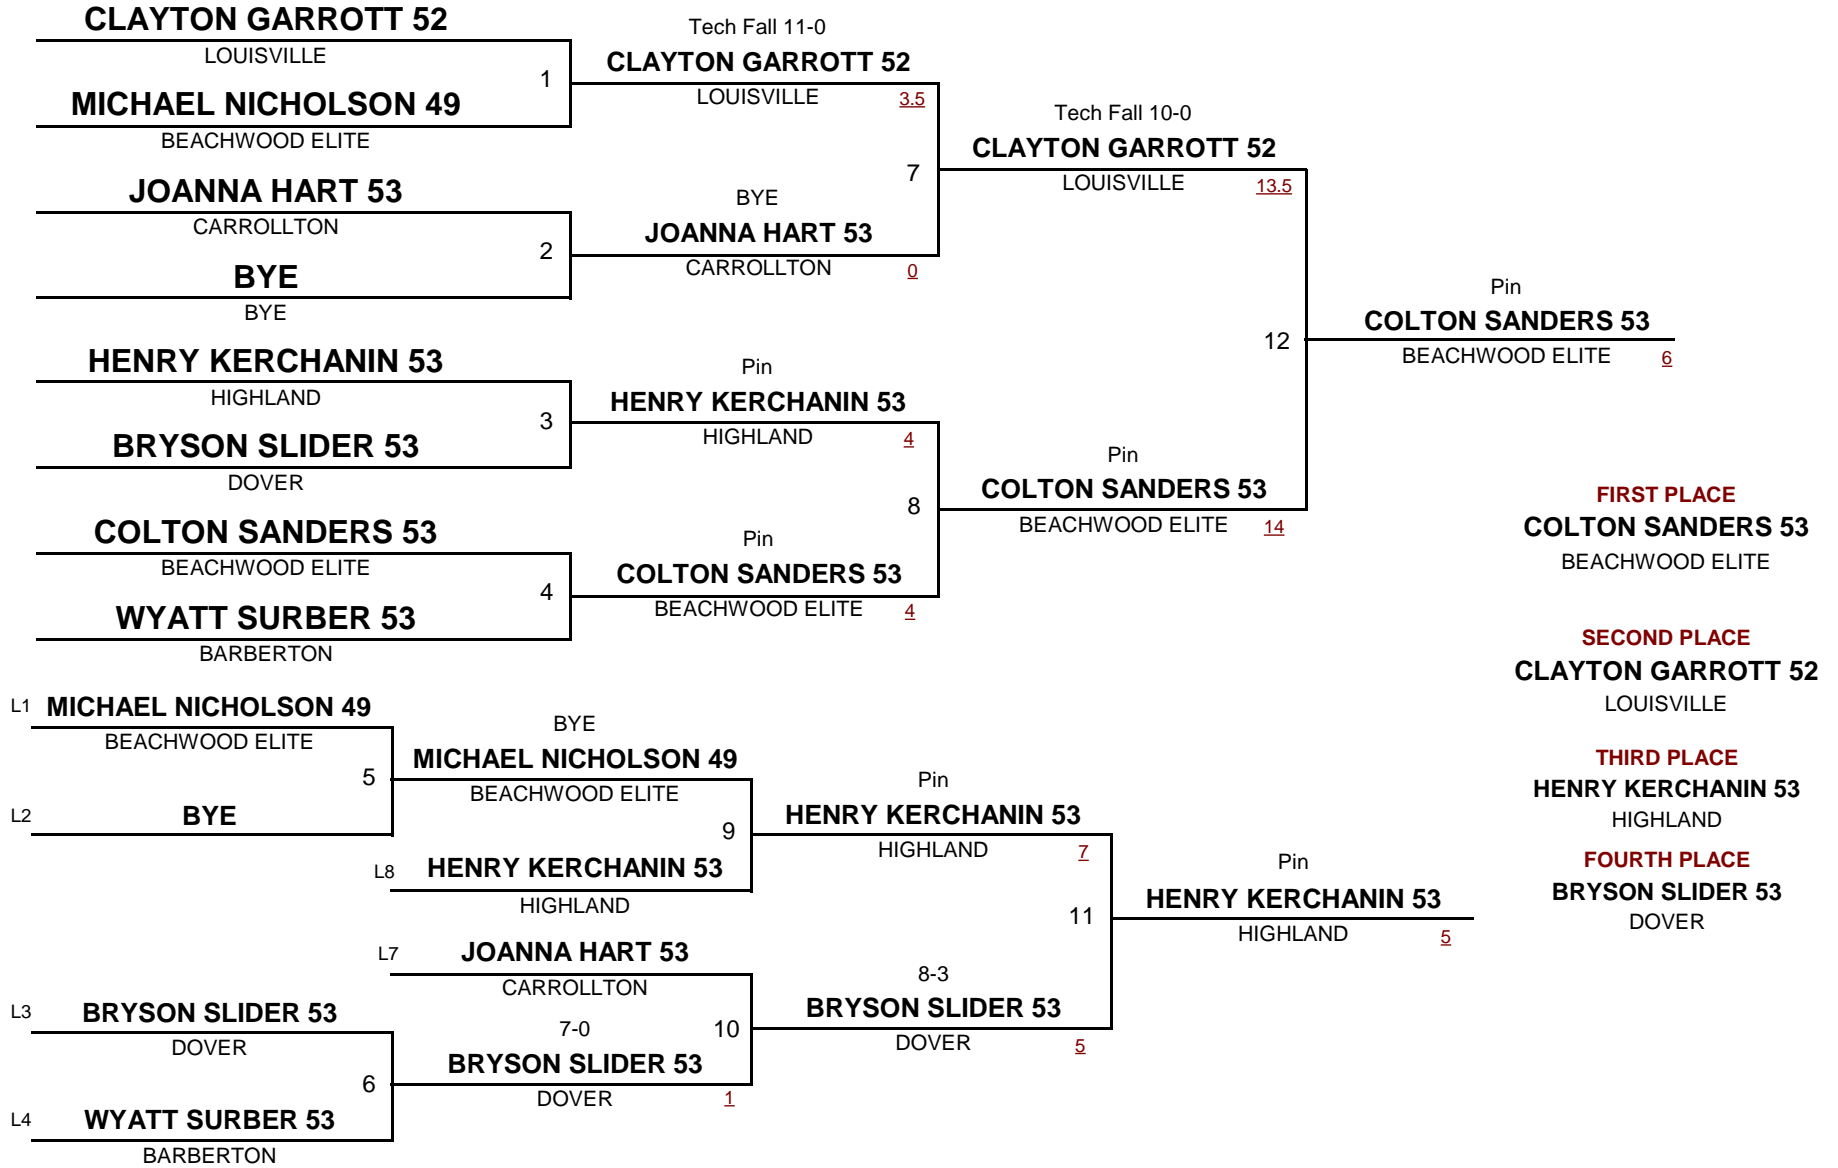 CLAYTON GARROTT 52
LOUISVILLE
1
MICHAEL NICHOLSON 49
BEACHWOOD ELITE
JOANNA HART 53
CARROLLTON
2
BYE
BYE
HENRY KERCHANIN 53
HIGHLAND
3
BRYSON SLIDER 53
DOVER
COLTON SANDERS 53
BEACHWOOD ELITE
4
WYATT SURBER 53
BARBERTON
Tech Fall 11-0
CLAYTON GARROTT 52
LOUISVILLE 3.5
7
BYE
JOANNA HART 53
CARROLLTON 0
Pin
HENRY KERCHANIN 53
HIGHLAND 4
8
Pin
COLTON SANDERS 53
BEACHWOOD ELITE 4
Tech Fall 10-0
CLAYTON GARROTT 52
LOUISVILLE 13.5
12
Pin
COLTON SANDERS 53
BEACHWOOD ELITE 14
Pin
COLTON SANDERS 53
BEACHWOOD ELITE 6
FIRST PLACE
COLTON SANDERS 53
BEACHWOOD ELITE
SECOND PLACE
CLAYTON GARROTT 52
LOUISVILLE
THIRD PLACE
HENRY KERCHANIN 53
HIGHLAND
FOURTH PLACE
BRYSON SLIDER 53
DOVER
L1 MICHAEL NICHOLSON 49
BEACHWOOD ELITE
5
L2 BYE
BYE
MICHAEL NICHOLSON 49
BEACHWOOD ELITE
9
L8 HENRY KERCHANIN 53
HIGHLAND
L7 JOANNA HART 53
CARROLLTON
10
L3 BRYSON SLIDER 53
DOVER
6
L4 WYATT SURBER 53
BARBERTON
7-0
BRYSON SLIDER 53
DOVER 1
Pin
HENRY KERCHANIN 53
HIGHLAND 7
11
8-3
BRYSON SLIDER 53
DOVER 5
Pin
HENRY KERCHANIN 53
HIGHLAND 5